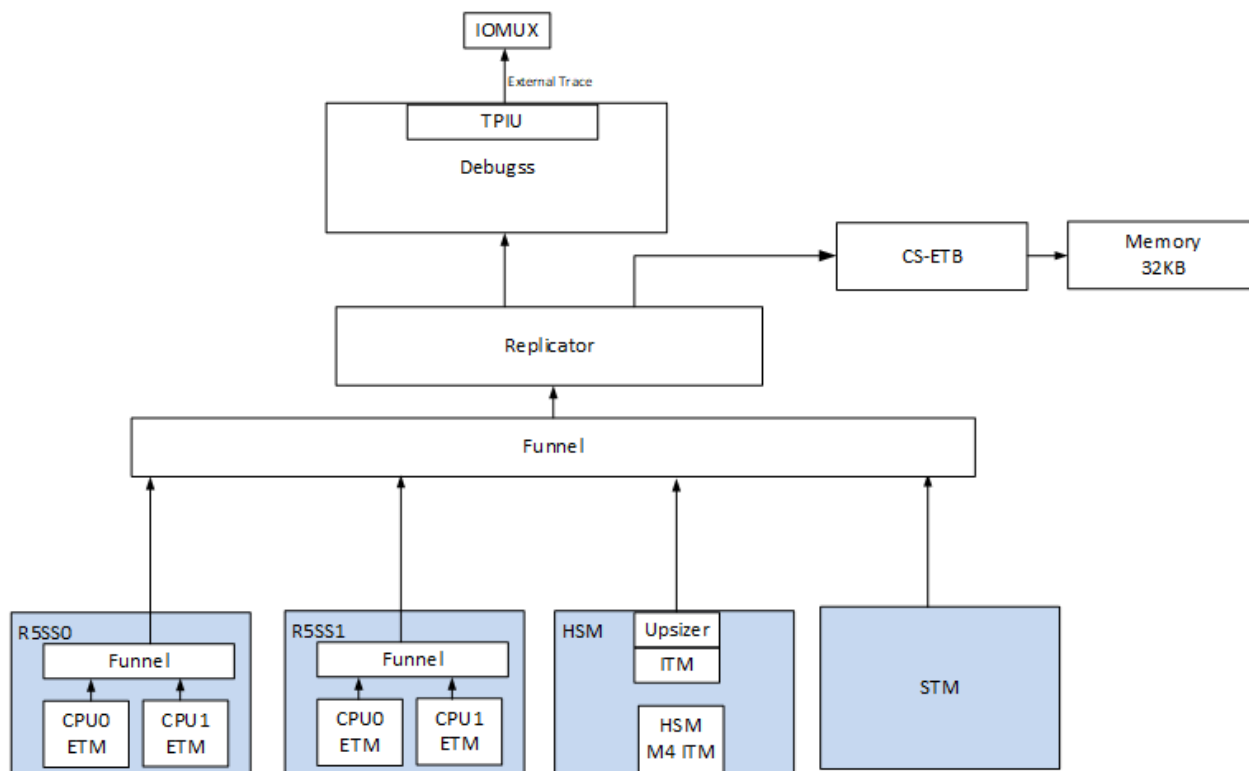 IOMUX
External Trace
TPIU
Debugss
CS-ETB
Memory
32KB
Replicator
Funnel
R5SS0
Funnel
CPU0
ETM
CPU1
ETM
R5SS1
Funnel
CPU0
ETM
CPU1
ETM
HSM
Upsizer
ITM
HSM
M4 ITM
STM